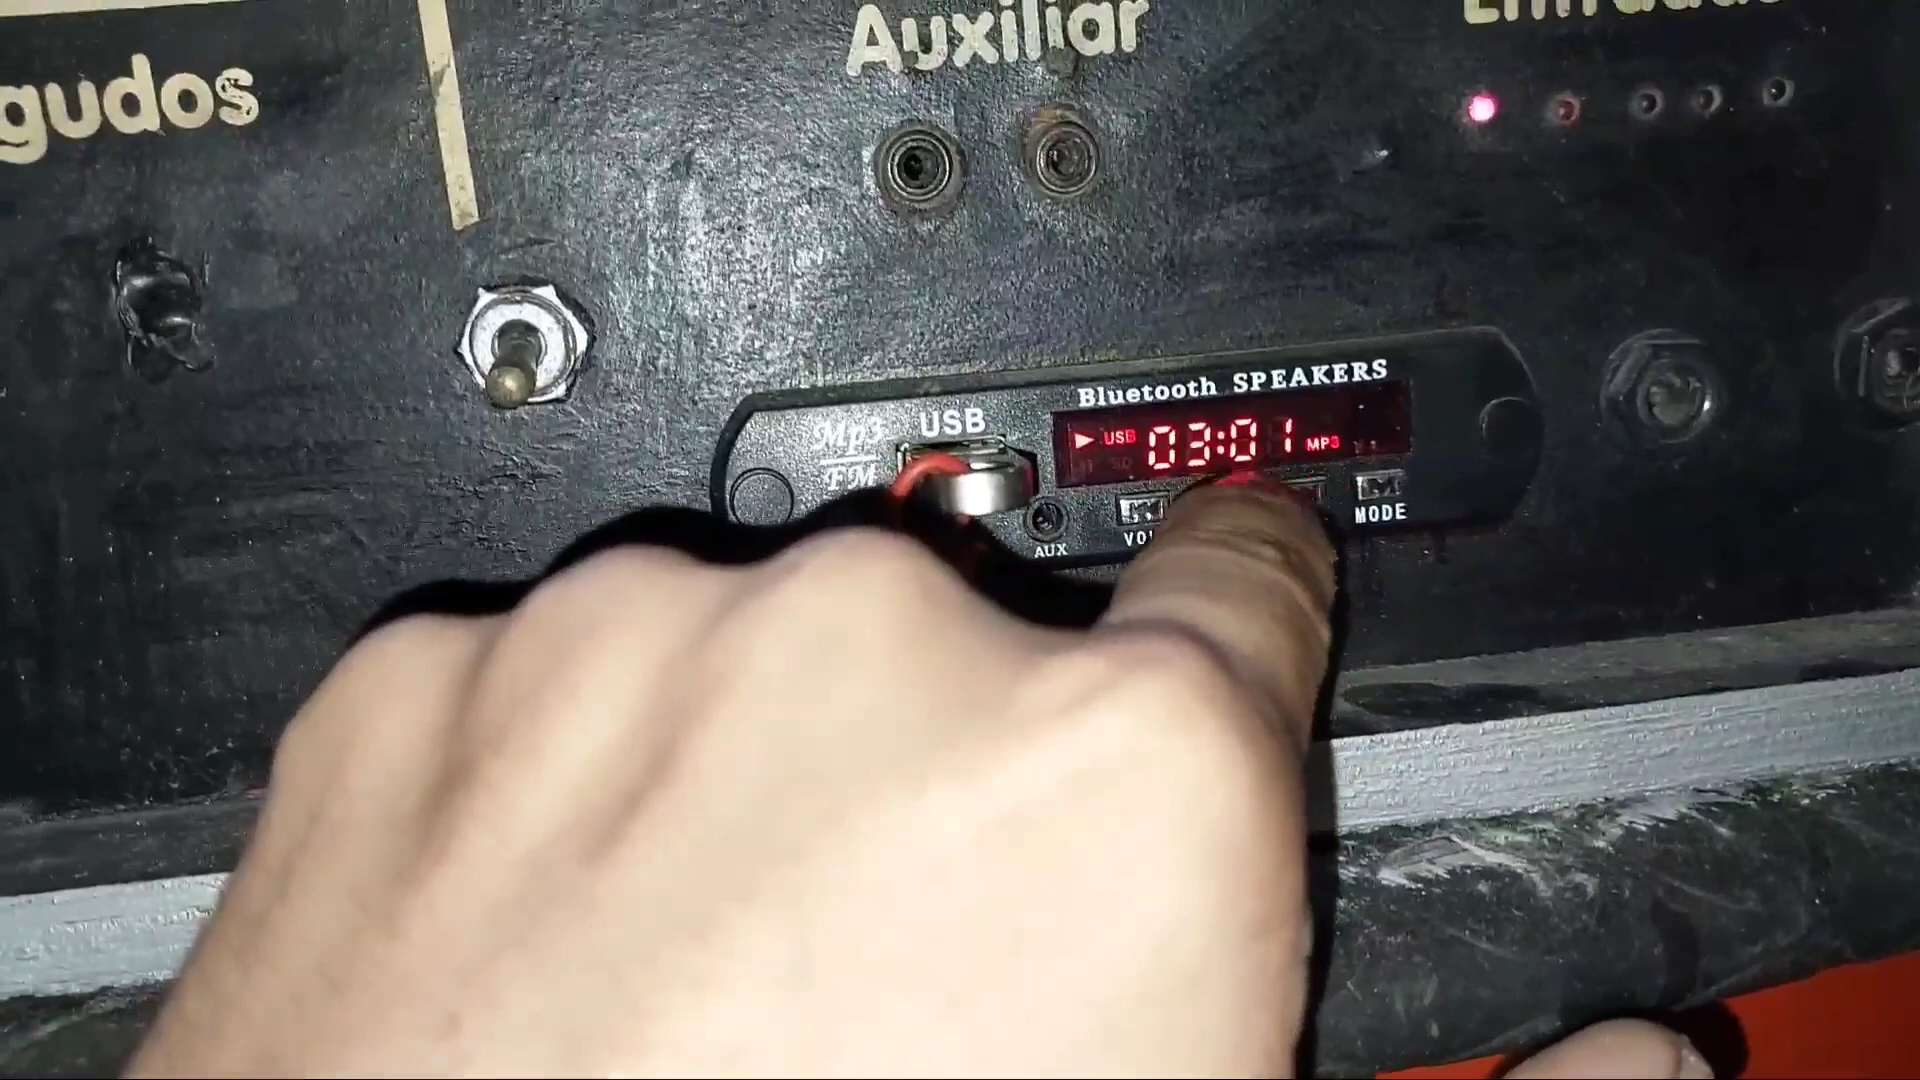 Auxiliar
gudos
Bluetooth SPEAKERS
Mp3
USB
FM
USB 03:01 MP3
AUX
MODE